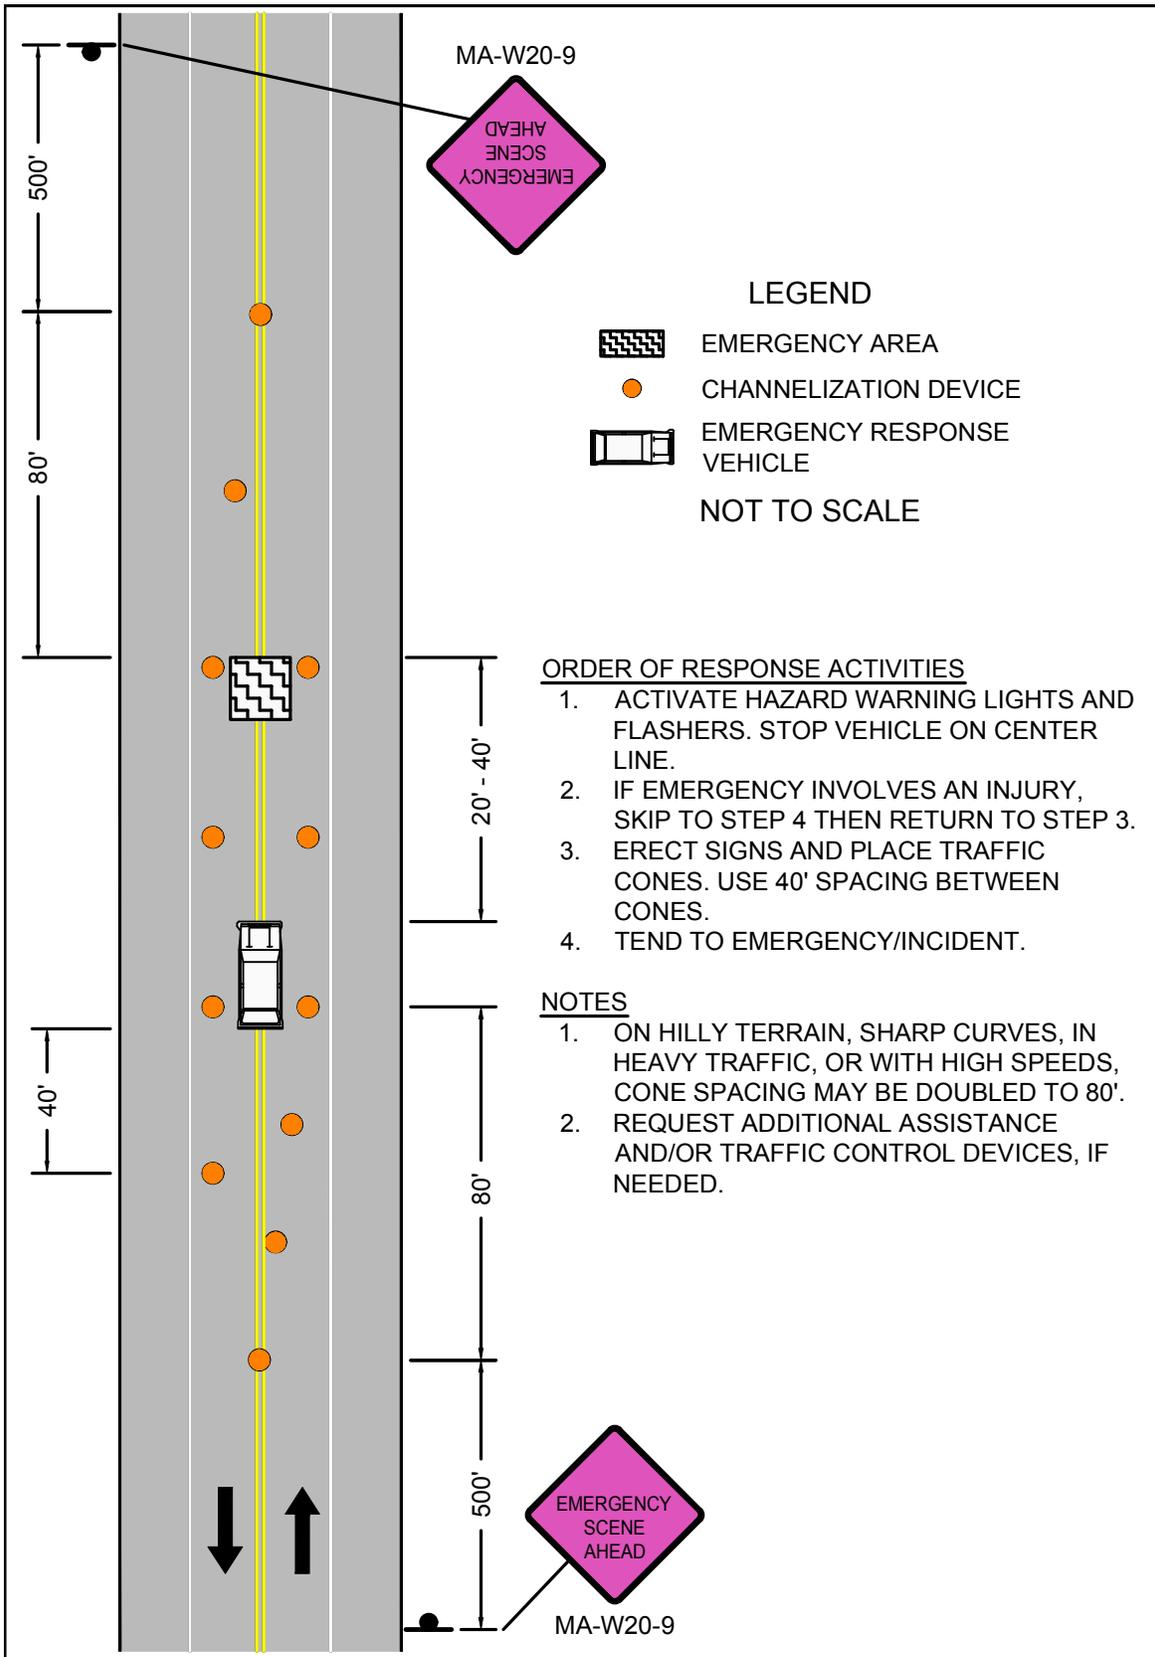 MA-W20-9
EMERGENCY
SCENE
AHEAD
500'
80'
LEGEND
EMERGENCY AREA
CHANNELIZATION DEVICE
EMERGENCY RESPONSE
VEHICLE
NOT TO SCALE
20' - 40'
ORDER OF RESPONSE ACTIVITIES
1. ACTIVATE HAZARD WARNING LIGHTS AND
FLASHERS. STOP VEHICLE ON CENTER
LINE.
2. IF EMERGENCY INVOLVES AN INJURY,
SKIP TO STEP 4 THEN RETURN TO STEP 3.
3. ERECT SIGNS AND PLACE TRAFFIC
CONES. USE 40' SPACING BETWEEN
CONES.
4. TEND TO EMERGENCY/INCIDENT.
NOTES
1. ON HILLY TERRAIN, SHARP CURVES, IN
HEAVY TRAFFIC, OR WITH HIGH SPEEDS,
CONE SPACING MAY BE DOUBLED TO 80'.
2. REQUEST ADDITIONAL ASSISTANCE
AND/OR TRAFFIC CONTROL DEVICES, IF
NEEDED.
40'
80'
500'
EMERGENCY
SCENE
AHEAD
MA-W20-9